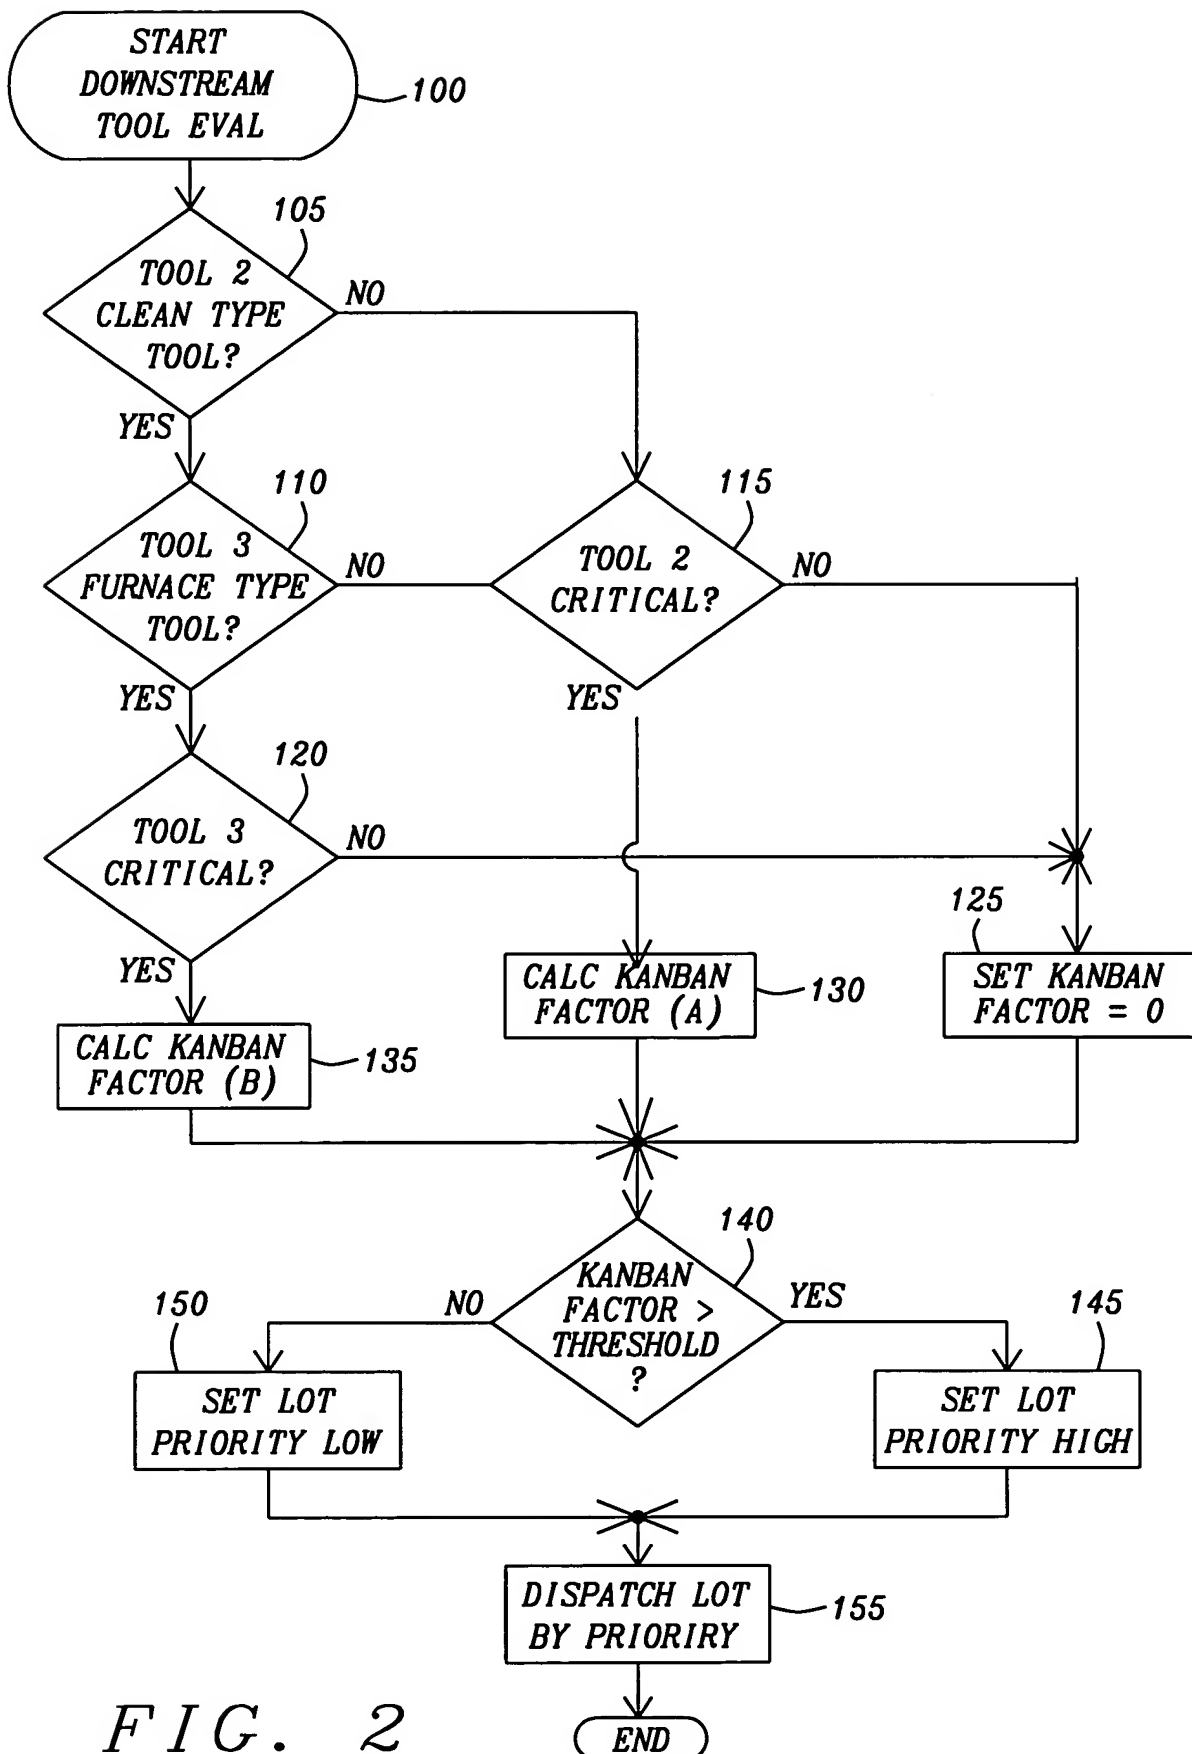 START
DOWNSTREAM
TOOL EVAL
100
105
TOOL 2
CLEAN TYPE
TOOL?
NO
YES
110
TOOL 3
FURNACE TYPE
TOOL?
NO
YES
115
TOOL 2
CRITICAL?
NO
YES
120
TOOL 3
CRITICAL?
NO
YES
125
SET KANBAN
FACTOR = 0
CALC KANBAN
FACTOR (A)
130
CALC KANBAN
FACTOR (B)
135
140
KANBAN
FACTOR >
THRESHOLD
?
NO
YES
150
SET LOT
PRIORITY LOW
145
SET LOT
PRIORITY HIGH
DISPATCH LOT
BY PRIORIRY
155
END
FIG. 2